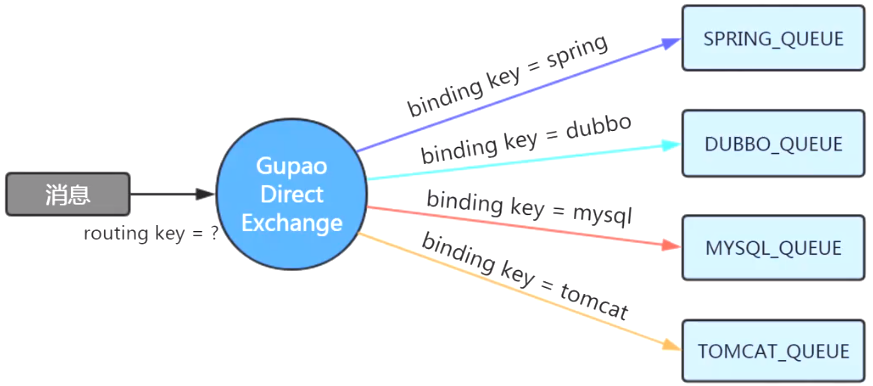 消息
routing key = ?
Gupao
Direct
Exchange
binding key = spring
SPRING_QUEUE
binding key = dubbo
DUBBO_QUEUE
binding key = mysql
MYSQL_QUEUE
binding key = tomcat
TOMCAT_QUEUE